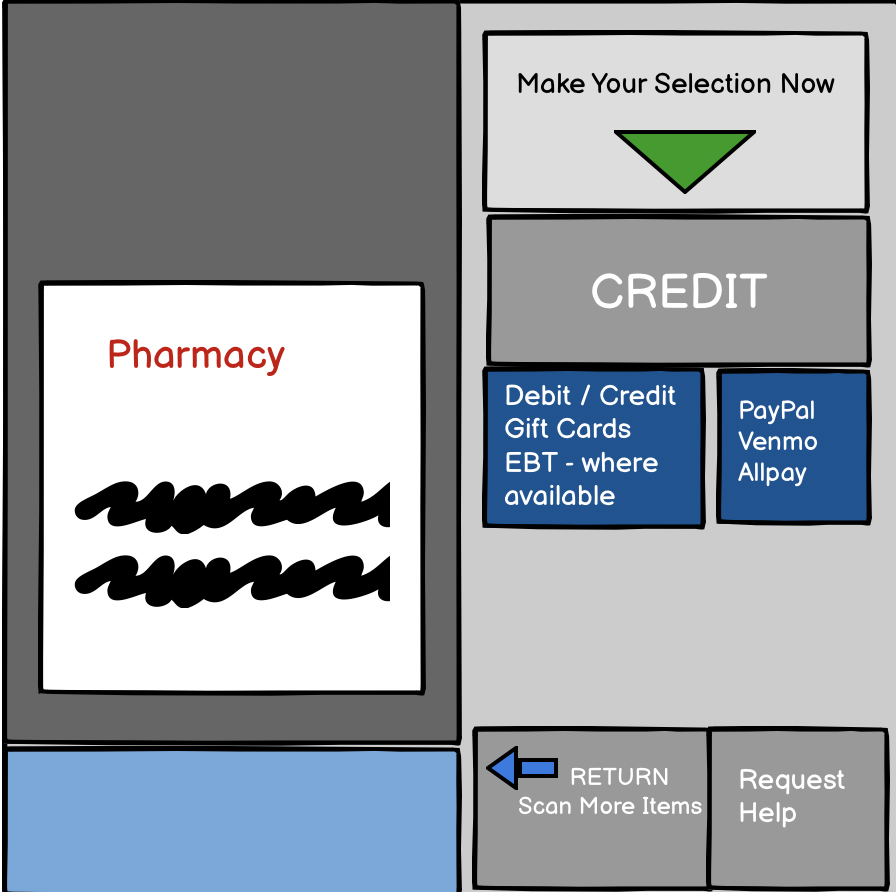 Pharmacy
Make Your Selection Now
CREDIT
Debit / Credit
Gift Cards
EBT - where
available
PayPal
Venmo
Allpay
RETURN
Scan More Items
Request
Help